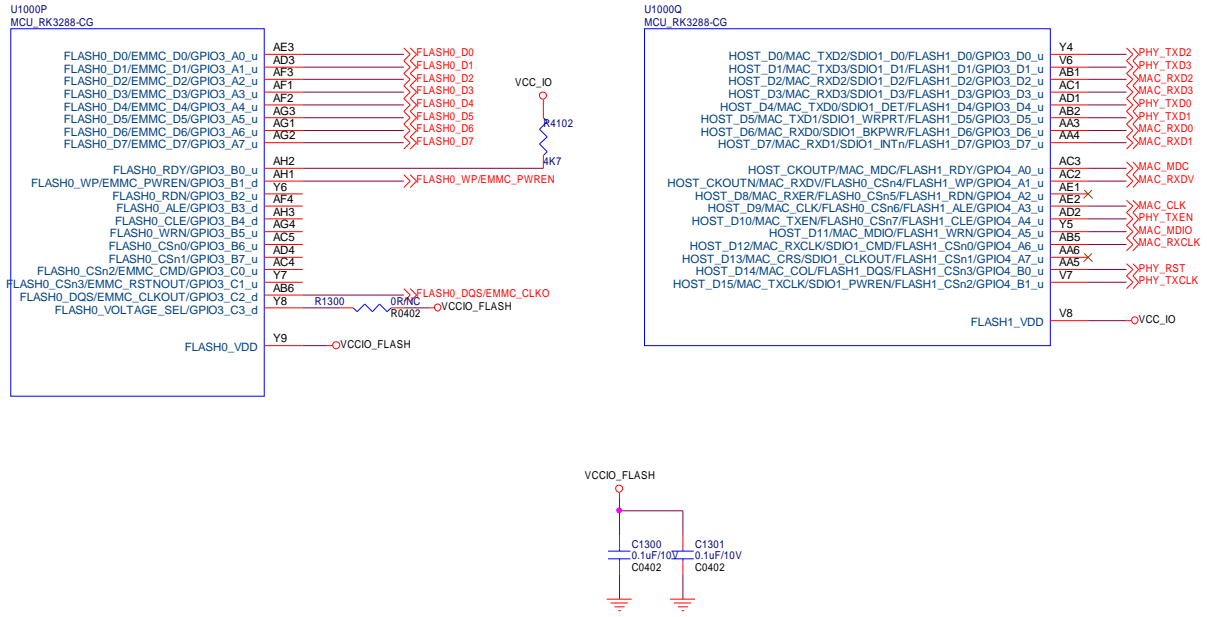 U1000P
MCU_RK3288-CG
FLASH0_D0/EMMC_D0/GPIO3_A0_u AE3 FLASH0_D0
FLASH0_D1/EMMC_D1/GPIO3_A1_u AD3 FLASH0_D1
FLASH0_D2/EMMC_D2/GPIO3_A2_u AF3 FLASH0_D2
FLASH0_D3/EMMC_D3/GPIO3_A3_u AF1 FLASH0_D3
FLASH0_D4/EMMC_D4/GPIO3_A4_u AF2 FLASH0_D4
FLASH0_D5/EMMC_D5/GPIO3_A5_u AG3 FLASH0_D5
FLASH0_D6/EMMC_D6/GPIO3_A6_u AG1 FLASH0_D6
FLASH0_D7/EMMC_D7/GPIO3_A7_u AG2 FLASH0_D7
VCC_IO
R4102
4K7
FLASH0_RDY/GPIO3_B0_u AH2
FLASH0_WP/EMMC_PWREN/GPIO3_B1_d AH1 FLASH0_WP/EMMC_PWREN
FLASH0_RDN/GPIO3_B2_u Y6
FLASH0_ALE/GPIO3_B3_d AF4
FLASH0_CLE/GPIO3_B4_d AH3
FLASH0_WRN/GPIO3_B5_u AG4
FLASH0_CSn0/GPIO3_B6_u AC5
FLASH0_CSn1/GPIO3_B7_u AD4
FLASH0_CSn2/EMMC_CMD/GPIO3_C0_u AC4
FLASH0_CSn3/EMMC_RSTNOUT/GPIO3_C1_u Y7
FLASH0_DQS/EMMC_CLKOUT/GPIO3_C2_d AB6 FLASH0_DQS/EMMC_CLKO
FLASH0_VOLTAGE_SEL/GPIO3_C3_d Y8 R1300 0R/NC VCCIO_FLASH
R0402
FLASH0_VDD Y9 VCCIO_FLASH
U1000Q
MCU_RK3288-CG
HOST_D0/MAC_TXD2/SDIO1_D0/FLASH1_D0/GPIO3_D0_u Y4 PHY_TXD2
HOST_D1/MAC_TXD3/SDIO1_D1/FLASH1_D1/GPIO3_D1_u V6 PHY_TXD3
HOST_D2/MAC_RXD2/SDIO1_D2/FLASH1_D2/GPIO3_D2_u AB1 MAC_RXD2
HOST_D3/MAC_RXD3/SDIO1_D3/FLASH1_D3/GPIO3_D3_u AC1 MAC_RXD3
HOST_D4/MAC_TXD0/SDIO1_DET/FLASH1_D4/GPIO3_D4_u AD1 PHY_TXD0
HOST_D5/MAC_TXD1/SDIO1_WRPRT/FLASH1_D5/GPIO3_D5_u AB2 PHY_TXD1
HOST_D6/MAC_RXD0/SDIO1_BKPWR/FLASH1_D6/GPIO3_D6_u AA3 MAC_RXD0
HOST_D7/MAC_RXD1/SDIO1_INTn/FLASH1_D7/GPIO3_D7_u AA4 MAC_RXD1
HOST_CKOUTP/MAC_MDC/FLASH1_RDY/GPIO4_A0_u AC3 MAC_MDC
HOST_CKOUTN/MAC_RXDV/FLASH0_CSn4/FLASH1_WP/GPIO4_A1_u AC2 MAC_RXDV
HOST_D8/MAC_RXER/FLASH0_CSn5/FLASH1_RDN/GPIO4_A2_u AE1
HOST_D9/MAC_CLK/FLASH0_CSn6/FLASH1_ALE/GPIO4_A3_u AE2 MAC_CLK
HOST_D10/MAC_TXEN/FLASH0_CSn7/FLASH1_CLE/GPIO4_A4_u AD2 PHY_TXEN
HOST_D11/MAC_MDIO/FLASH1_WRN/GPIO4_A5_u Y5 MAC_MDIO
HOST_D12/MAC_RXCLK/SDIO1_CMD/FLASH1_CSn0/GPIO4_A6_u AB5 MAC_RXCLK
HOST_D13/MAC_CRS/SDIO1_CLKOUT/FLASH1_CSn1/GPIO4_A7_u AA6
HOST_D14/MAC_COL/FLASH1_DQS/FLASH1_CSn3/GPIO4_B0_u AA5 PHY_RST
HOST_D15/MAC_TXCLK/SDIO1_PWREN/FLASH1_CSn2/GPIO4_B1_u V7 PHY_TXCLK
FLASH1_VDD V8 VCC_IO
VCCIO_FLASH
C1300 C1301
0.1uF/10V 0.1uF/10V
C0402 C0402